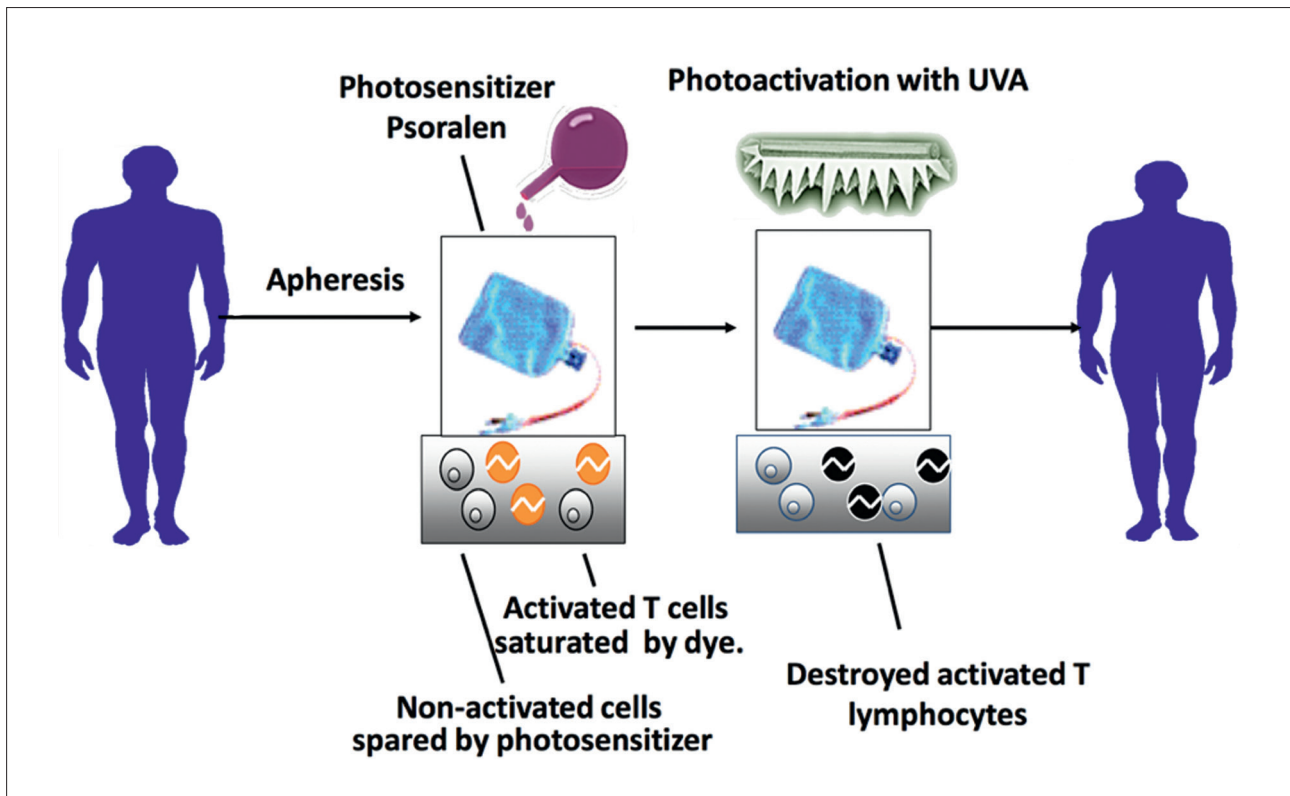 Photosensitizer
Psoralen
Photoactivation with UVA
Apheresis
Activated T cells
saturated by dye.
Non-activated cells
spared by photosensitizer
Destroyed activated T
lymphocytes